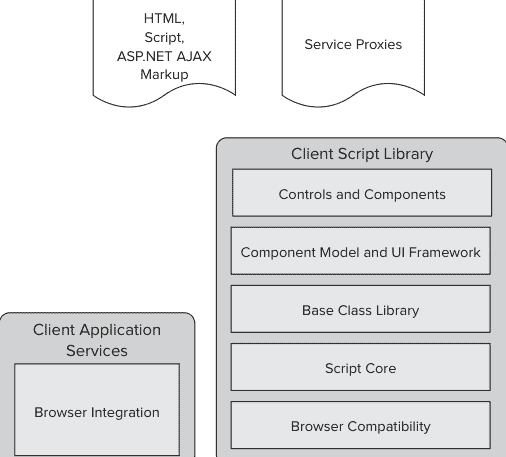 HTML,
Script,
ASP.NET AJAX
Markup
Service Proxies
Client Script Library
Controls and Components
Component Model and UI Framework
Base Class Library
Script Core
Browser Compatibility
Client Application
Services
Browser Integration